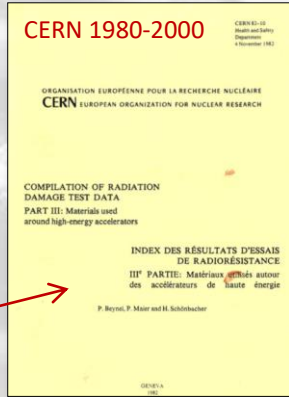 CERN 1980-2000
CERN 82-10
Health and Safety
Department
4 November 1982
ORGANISATION EUROPÉENNE POUR LA RECHERCHE NUCLÉAIRE
CERN EUROPEAN ORGANIZATION FOR NUCLEAR RESEARCH
COMPILATION OF RADIATION
DAMAGE TEST DATA
PART III: Materials used
around high-energy accelerators
INDEX DES RÉSULTATS D'ESSAIS
DE RADIORÉSISTANCE
IIIe PARTIE: Matériaux utilisés autour
des accélérateurs de haute énergie
P. Beynel, P. Maier and H. Schönbacher
GENEVA
1982